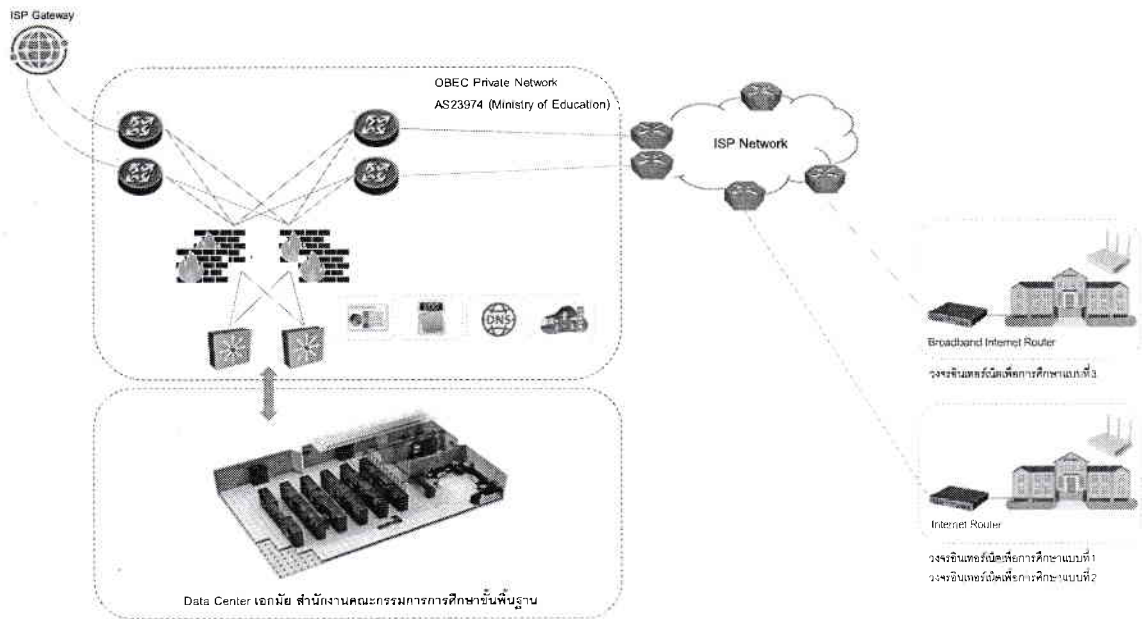 ISP Gateway
OBEC Private Network
AS23974 (Ministry of Education)
ISP Network
DNS
Broadband Internet Router
วงจรอินเทอร์เน็ตเพื่อการศึกษาแบบที่3
Internet Router
วงจรอินเทอร์เน็ตเพื่อการศึกษาแบบที่1
วงจรอินเทอร์เน็ตเพื่อการศึกษาแบบที่2
Data Center เอกมัย สำนักงานคณะกรรมการการศึกษาขั้นพื้นฐาน